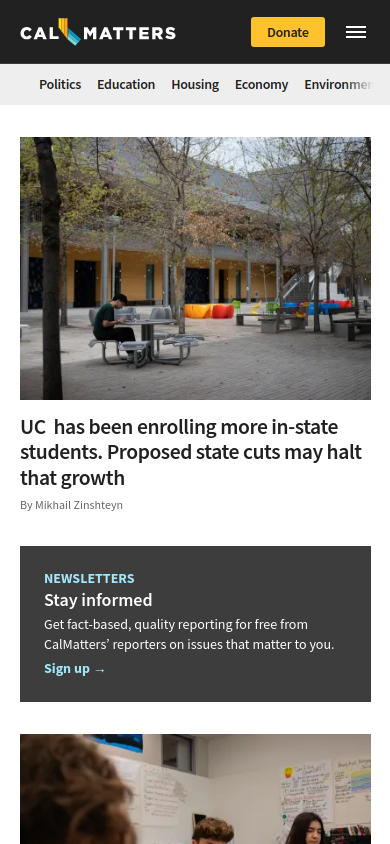 CALMATTERS
Donate
Politics Education Housing Economy Environmen
UC has been enrolling more in-state
students. Proposed state cuts may halt
that growth
By Mikhail Zinshteyn
NEWSLETTERS
Stay informed
Get fact-based, quality reporting for free from
CalMatters’ reporters on issues that matter to you.
Sign up →